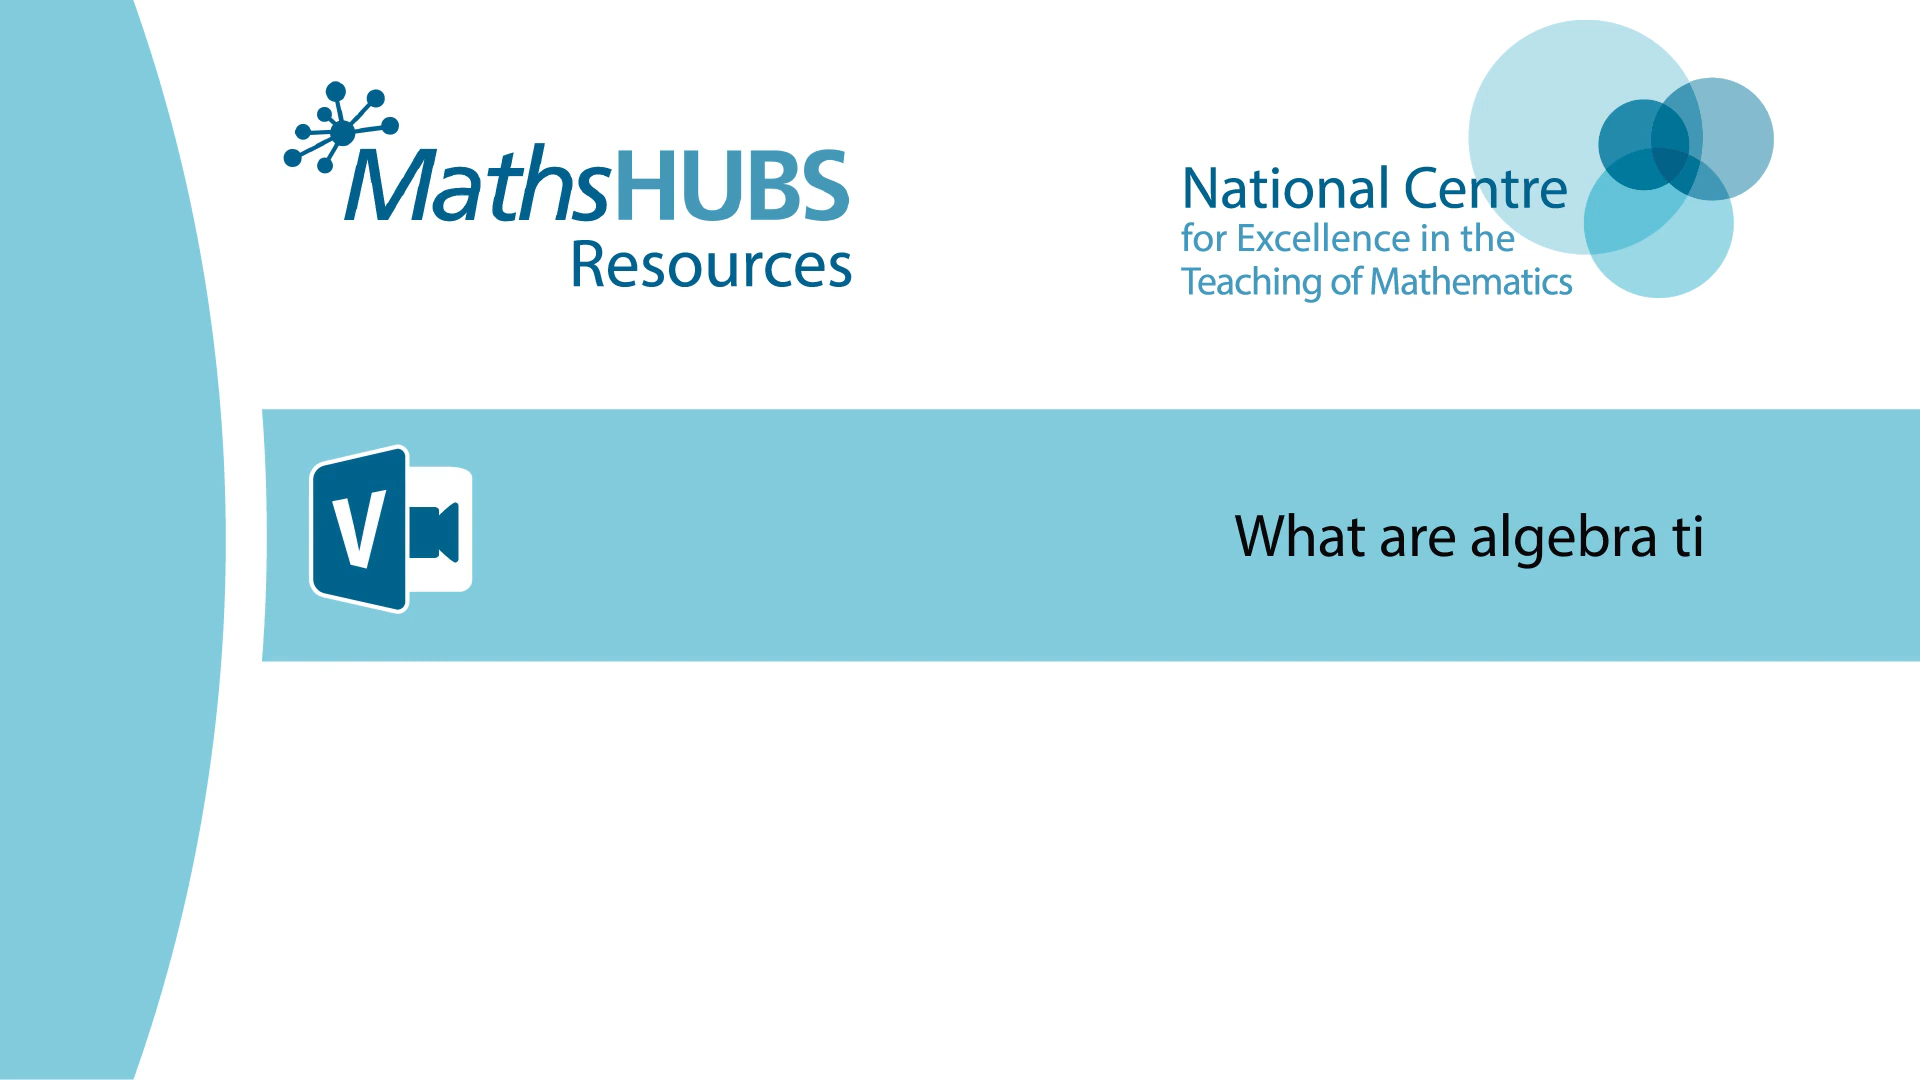 MathsHUBS
Resources
National Centre
for Excellence in the
Teaching of Mathematics
V
What are algebra ti